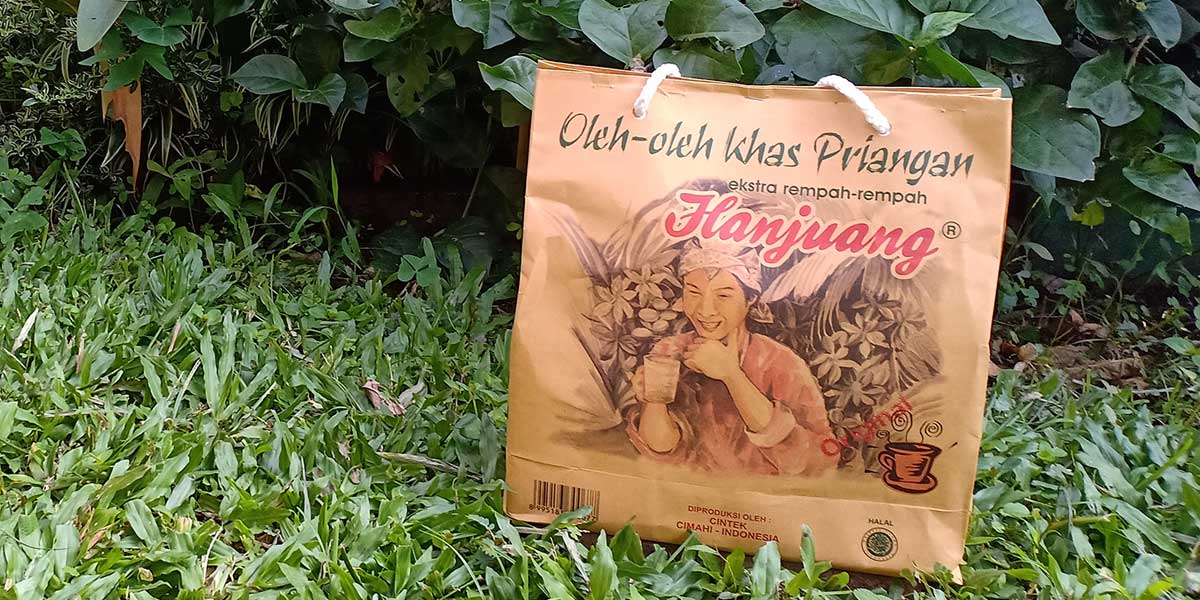 Oleh-oleh khas Priangan
ekstra rempah-rempah
Hanjuang ®
Original
DIPRODUKSI OLEH :
CINTEK
CIMAHI - INDONESIA
HALAL